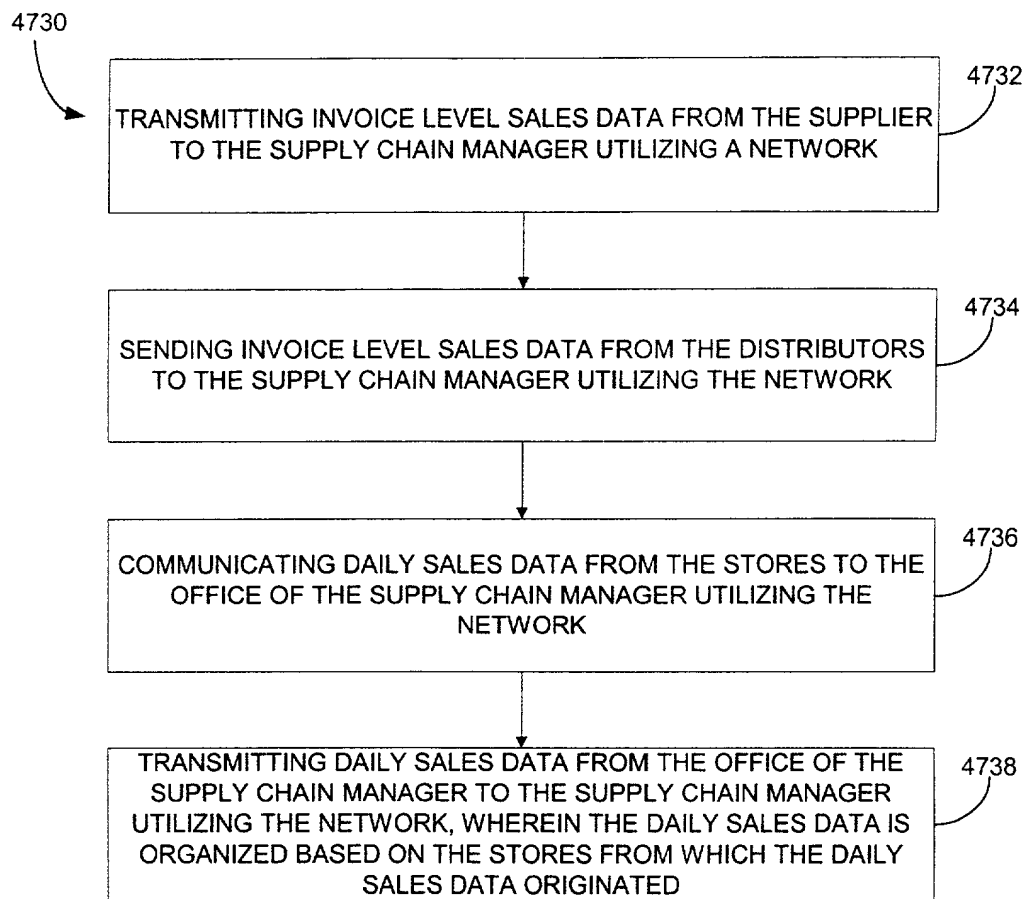 4730
4732
TRANSMITTING INVOICE LEVEL SALES DATA FROM THE SUPPLIER
TO THE SUPPLY CHAIN MANAGER UTILIZING A NETWORK
4734
SENDING INVOICE LEVEL SALES DATA FROM THE DISTRIBUTORS
TO THE SUPPLY CHAIN MANAGER UTILIZING THE NETWORK
4736
COMMUNICATING DAILY SALES DATA FROM THE STORES TO THE
OFFICE OF THE SUPPLY CHAIN MANAGER UTILIZING THE
NETWORK
4738
TRANSMITTING DAILY SALES DATA FROM THE OFFICE OF THE
SUPPLY CHAIN MANAGER TO THE SUPPLY CHAIN MANAGER
UTILIZING THE NETWORK, WHEREIN THE DAILY SALES DATA IS
ORGANIZED BASED ON THE STORES FROM WHICH THE DAILY
SALES DATA ORIGINATED